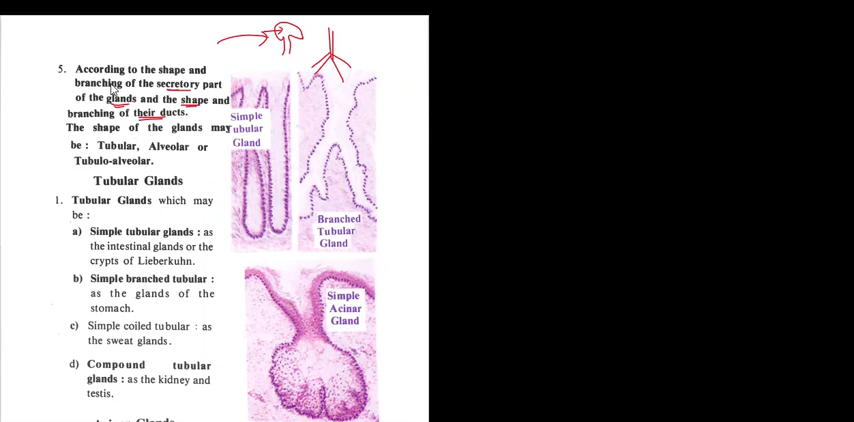 5. According to the shape and
branching of the secretory part
of the glands and the shape and
branching of their ducts.
The shape of the glands may
be : Tubular, Alveolar or
Tubulo-alveolar.
Tubular Glands
1. Tubular Glands which may
be :
a) Simple tubular glands : as
the intestinal glands or the
crypts of Lieberkuhn.
b) Simple branched tubular :
as the glands of the
stomach.
c) Simple coiled tubular : as
the sweat glands.
d) Compound tubular
glands : as the kidney and
testis.
Simple
Tubular
Gland
Branched
Tubular
Gland
Simple
Acinar
Gland